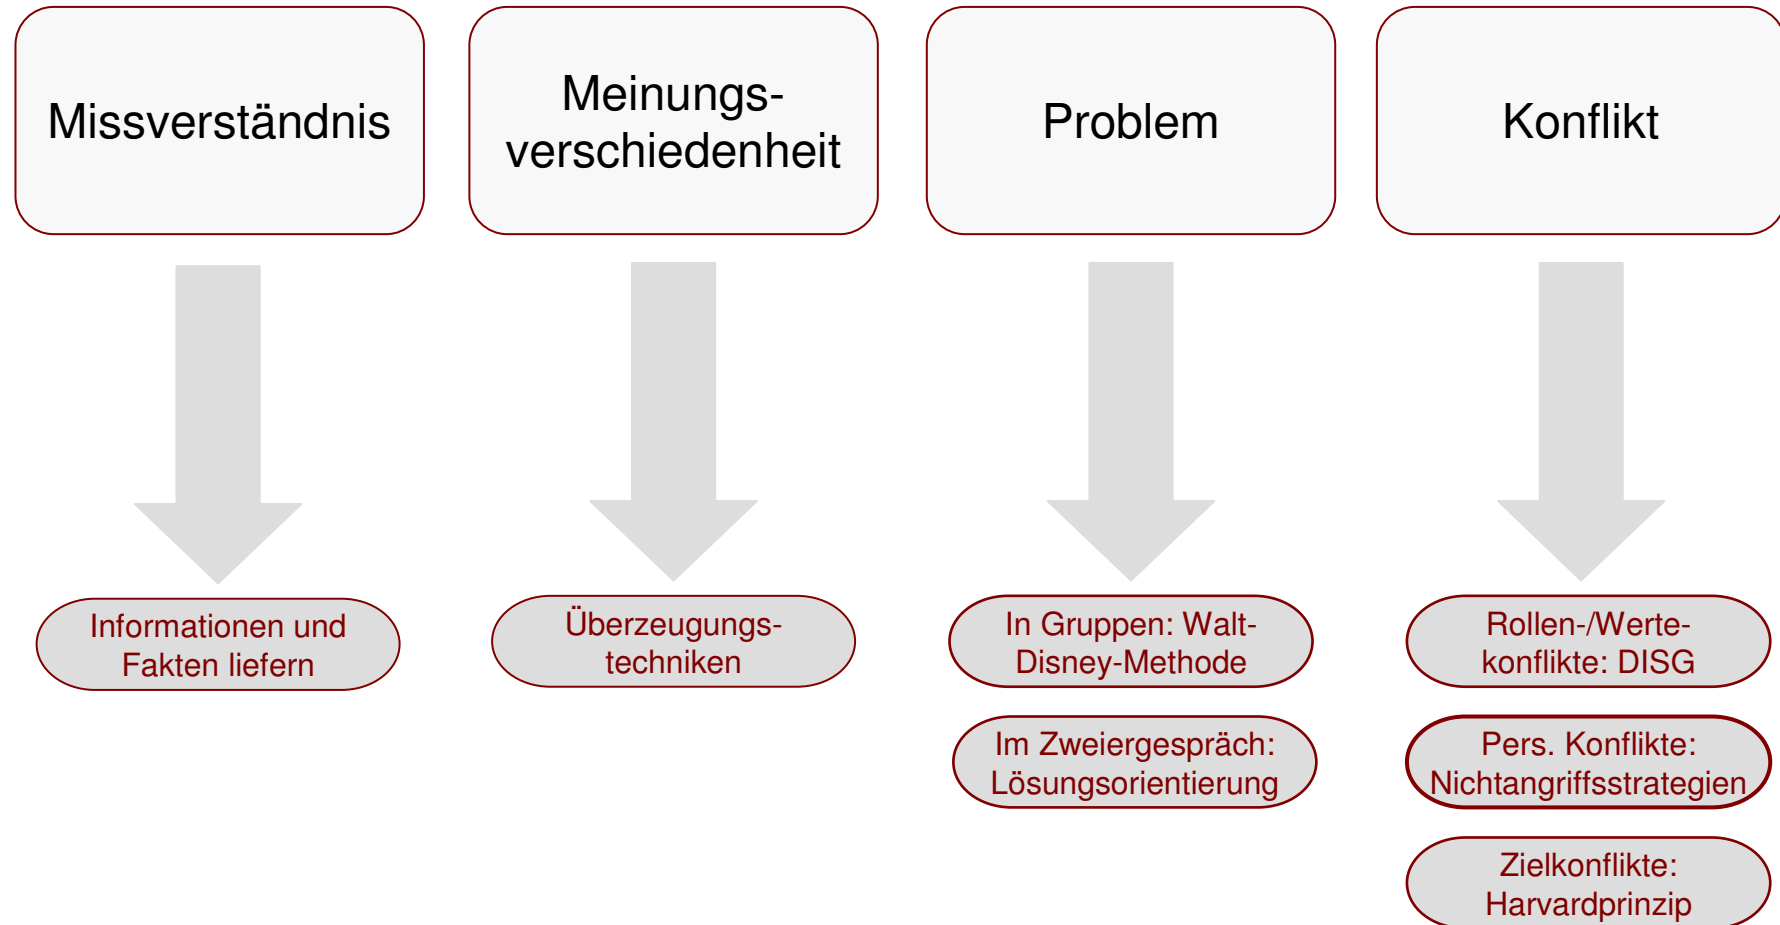 Missverständnis
Meinungs-
verschiedenheit
Problem
Konflikt
Informationen und
Fakten liefern
Überzeugungs-
techniken
In Gruppen: Walt-
Disney-Methode
Im Zweiergespräch:
Lösungsorientierung
Rollen-/Werte-
konflikte: DISG
Pers. Konflikte:
Nichtangriffsstrategien
Zielkonflikte:
Harvardprinzip